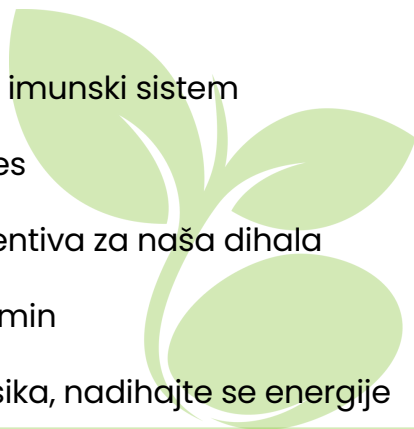 imunski sistem
es
entiva za naša dihala
min
sika, nadihajte se energije